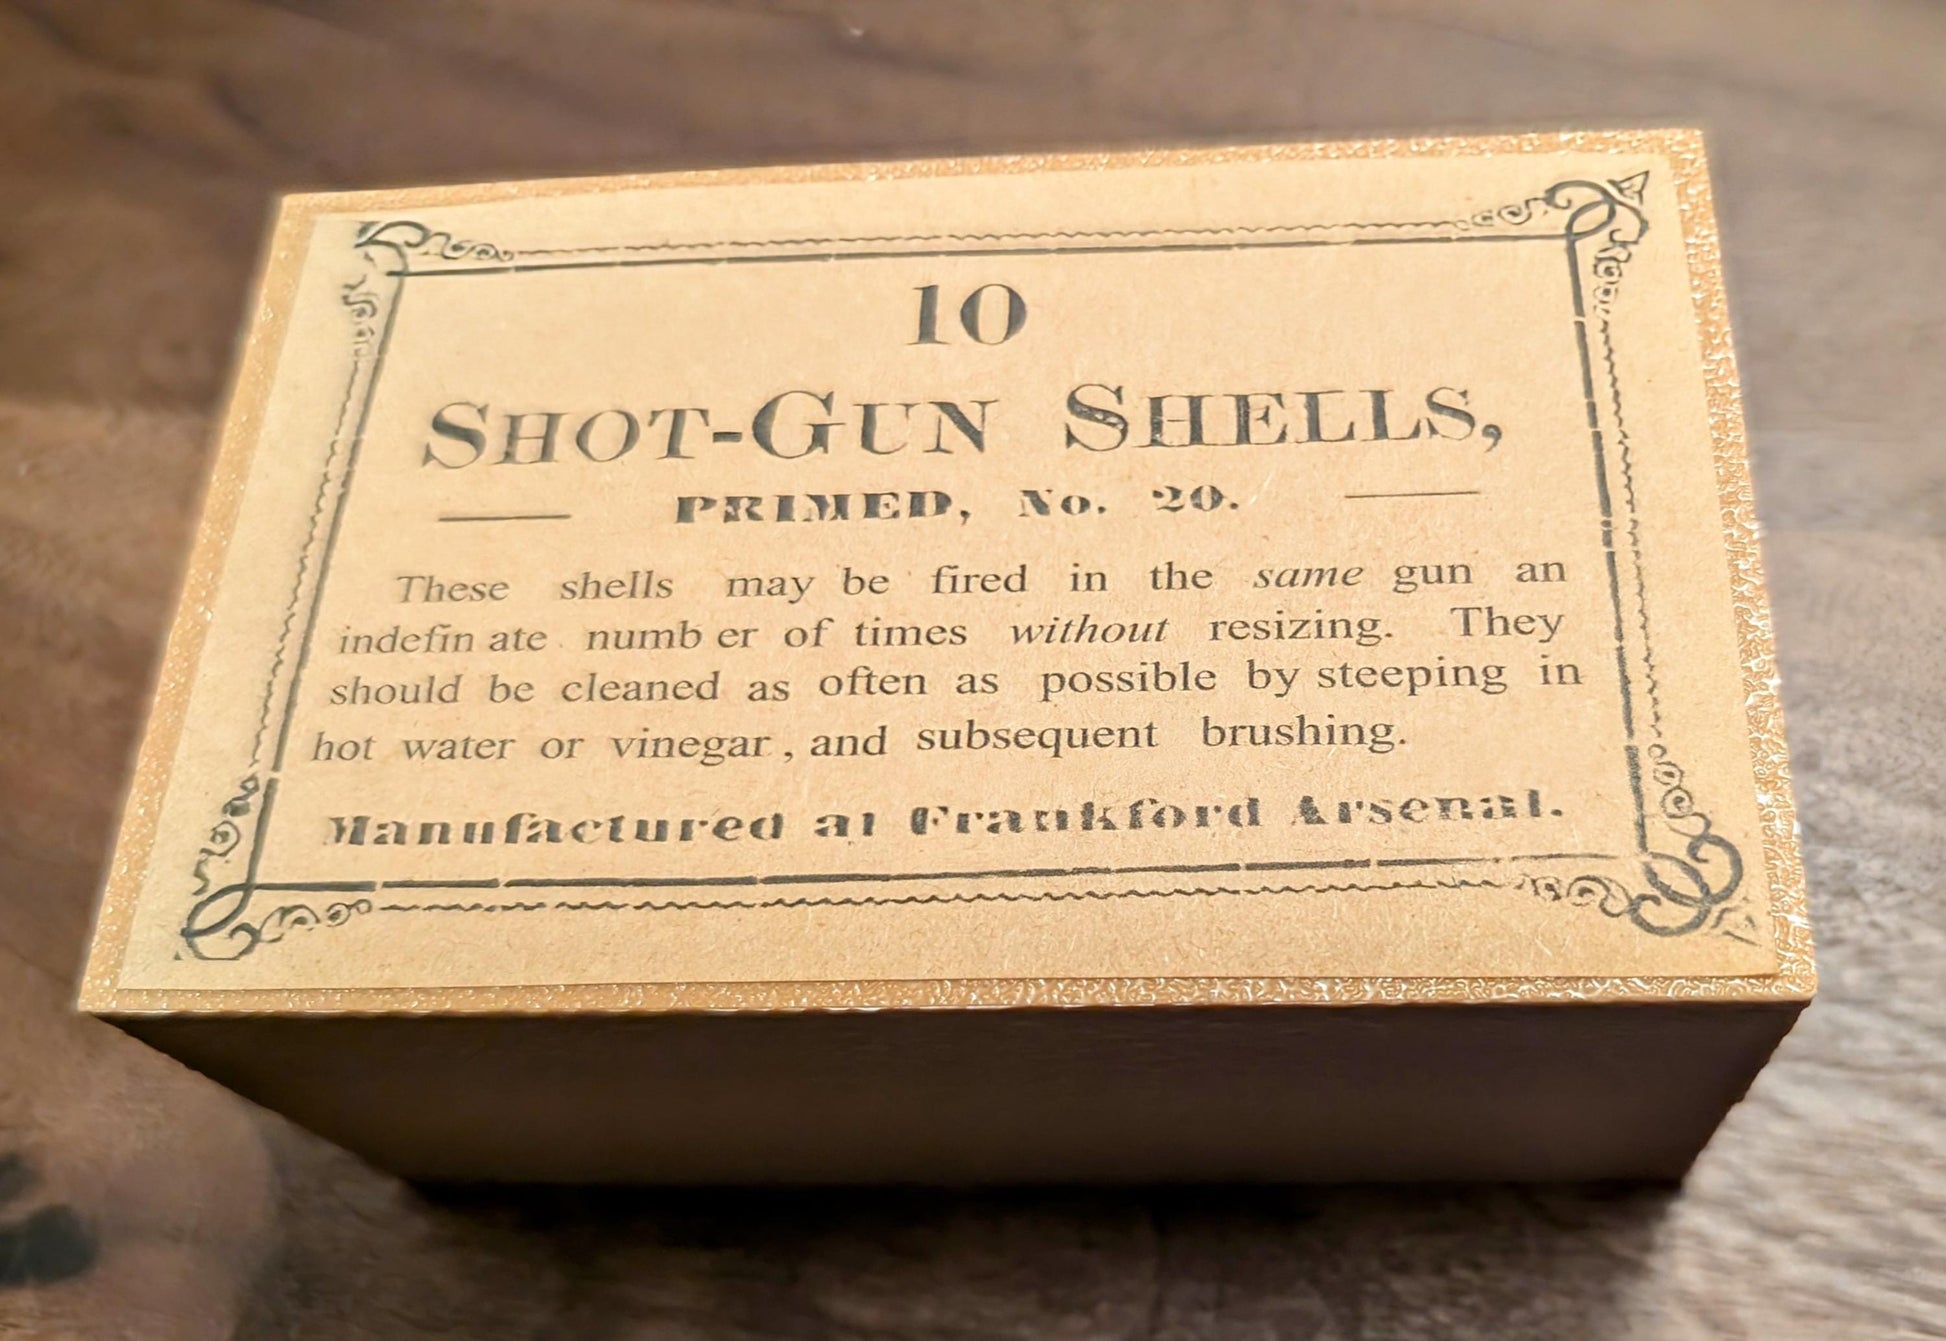 10
SHOT-GUN SHELLS,
PRIMED, No. 20.
These shells may be fired in the same gun an
indefin ate numb er of times without resizing. They
should be cleaned as often as possible by steeping in
hot water or vinegar , and subsequent brushing.
Manufactured at Frankford Arsenal.